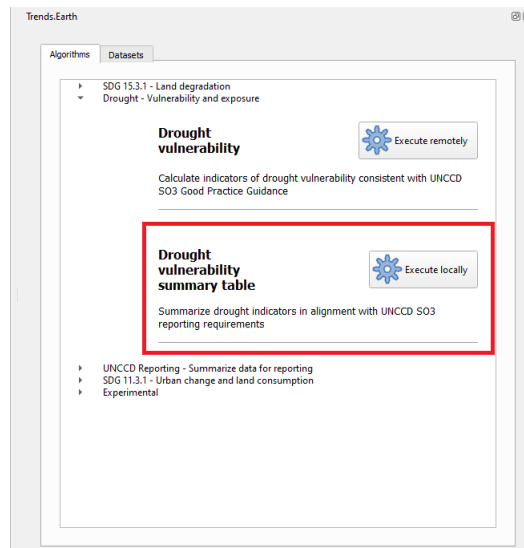 Trends.Earth
Algorithms Datasets
SDG 15.3.1 - Land degradation
Drought - Vulnerability and exposure
Drought
vulnerability
Execute remotely
Calculate indicators of drought vulnerability consistent with UNCCD
SO3 Good Practice Guidance
Drought
vulnerability
summary table
Execute locally
Summarize drought indicators in alignment with UNCCD SO3
reporting requirements
UNCCD Reporting - Summarize data for reporting
SDG 11.3.1 - Urban change and land consumption
Experimental